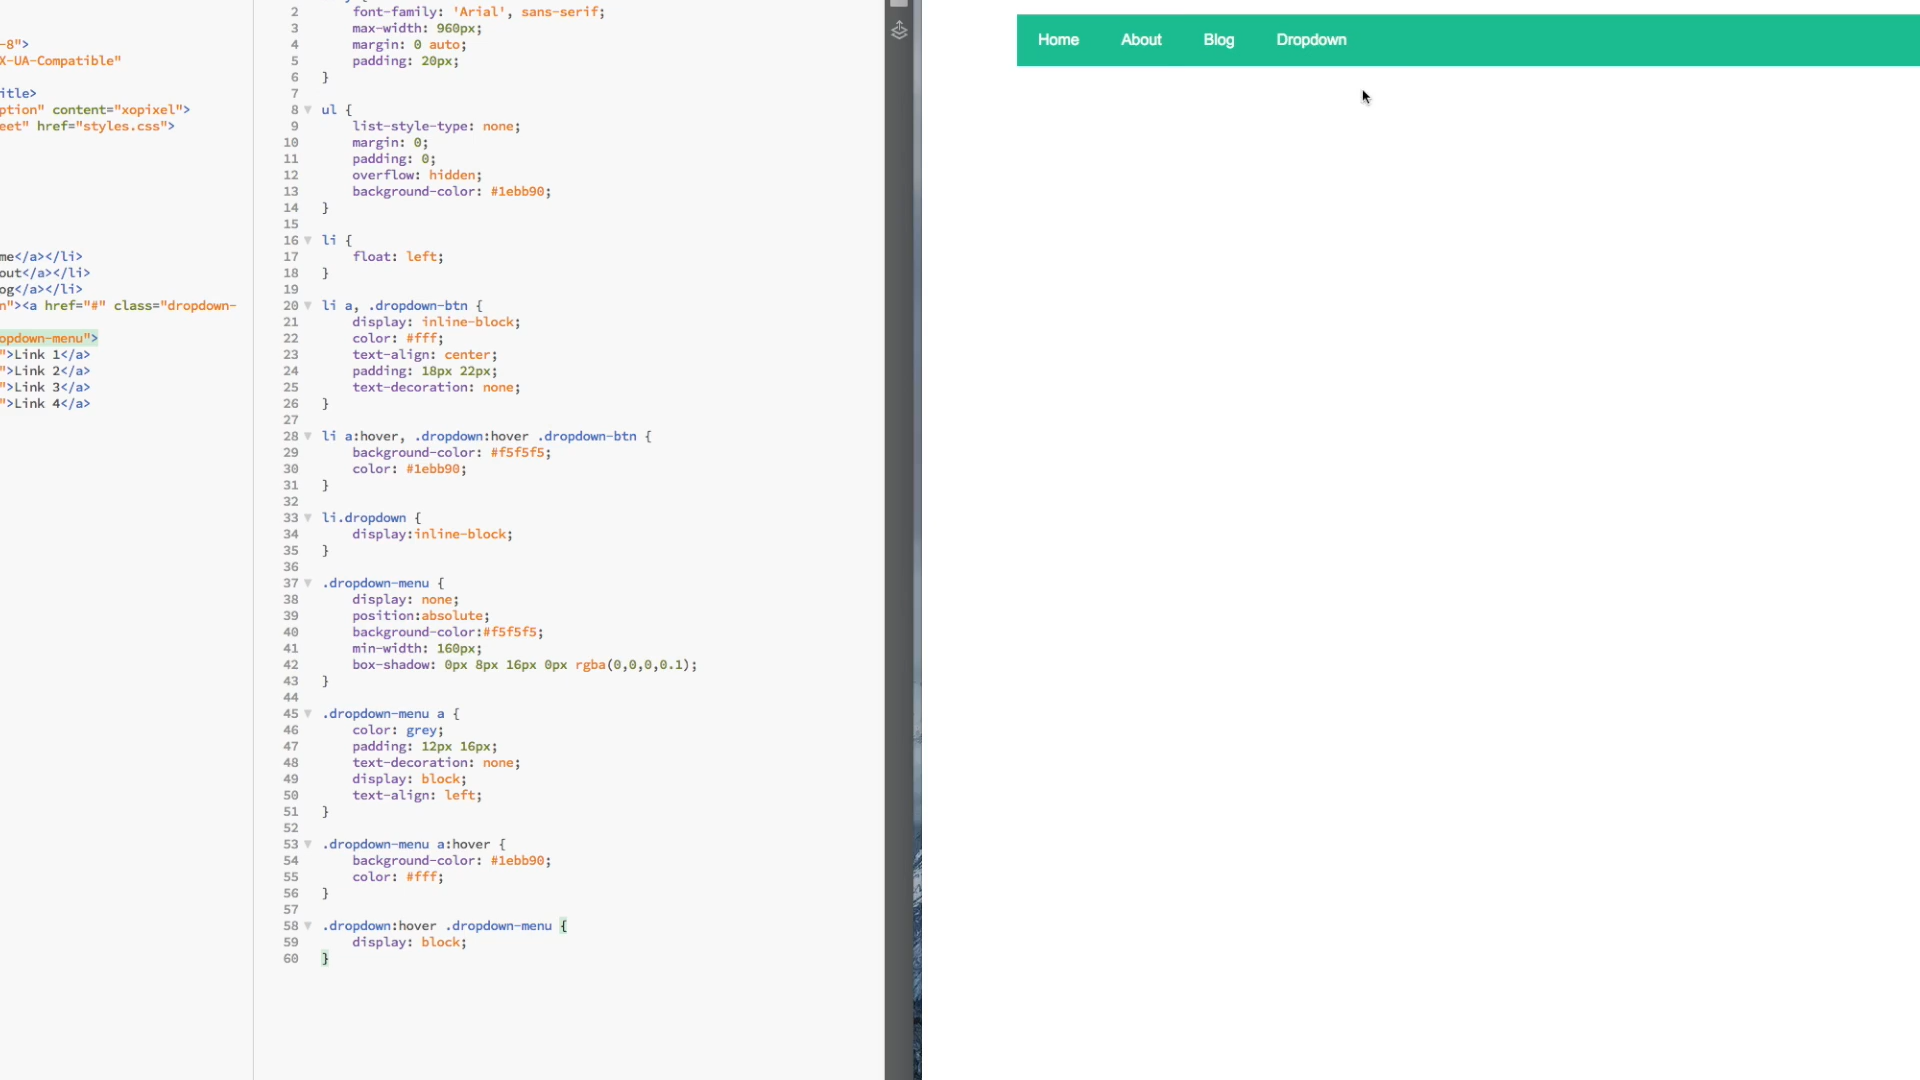 -8">
X-UA-Compatible"
itle>
ption" content="xopixel">
eet" href="styles.css">
me</a></li>
out</a></li>
og</a></li>
n"><a href="#" class="dropdown-
opdown-menu">
">Link 1</a>
">Link 2</a>
">Link 3</a>
">Link 4</a>
2 font-family: 'Arial', sans-serif;
3 max-width: 960px;
4 margin: 0 auto;
5 padding: 20px;
6 }
7
8 ul {
9 list-style-type: none;
10 margin: 0;
11 padding: 0;
12 overflow: hidden;
13 background-color: #1ebb90;
14 }
15
16 li {
17 float: left;
18 }
19
20 li a, .dropdown-btn {
21 display: inline-block;
22 color: #fff;
23 text-align: center;
24 padding: 18px 22px;
25 text-decoration: none;
26 }
27
28 li a:hover, .dropdown:hover .dropdown-btn {
29 background-color: #f5f5f5;
30 color: #1ebb90;
31 }
32
33 li.dropdown {
34 display:inline-block;
35 }
36
37 .dropdown-menu {
38 display: none;
39 position:absolute;
40 background-color:#f5f5f5;
41 min-width: 160px;
42 box-shadow: 0px 8px 16px 0px rgba(0,0,0,0.1);
43 }
44
45 .dropdown-menu a {
46 color: grey;
47 padding: 12px 16px;
48 text-decoration: none;
49 display: block;
50 text-align: left;
51 }
52
53 .dropdown-menu a:hover {
54 background-color: #1ebb90;
55 color: #fff;
56 }
57
58 .dropdown:hover .dropdown-menu {
59 display: block;
60 }
Home About Blog Dropdown